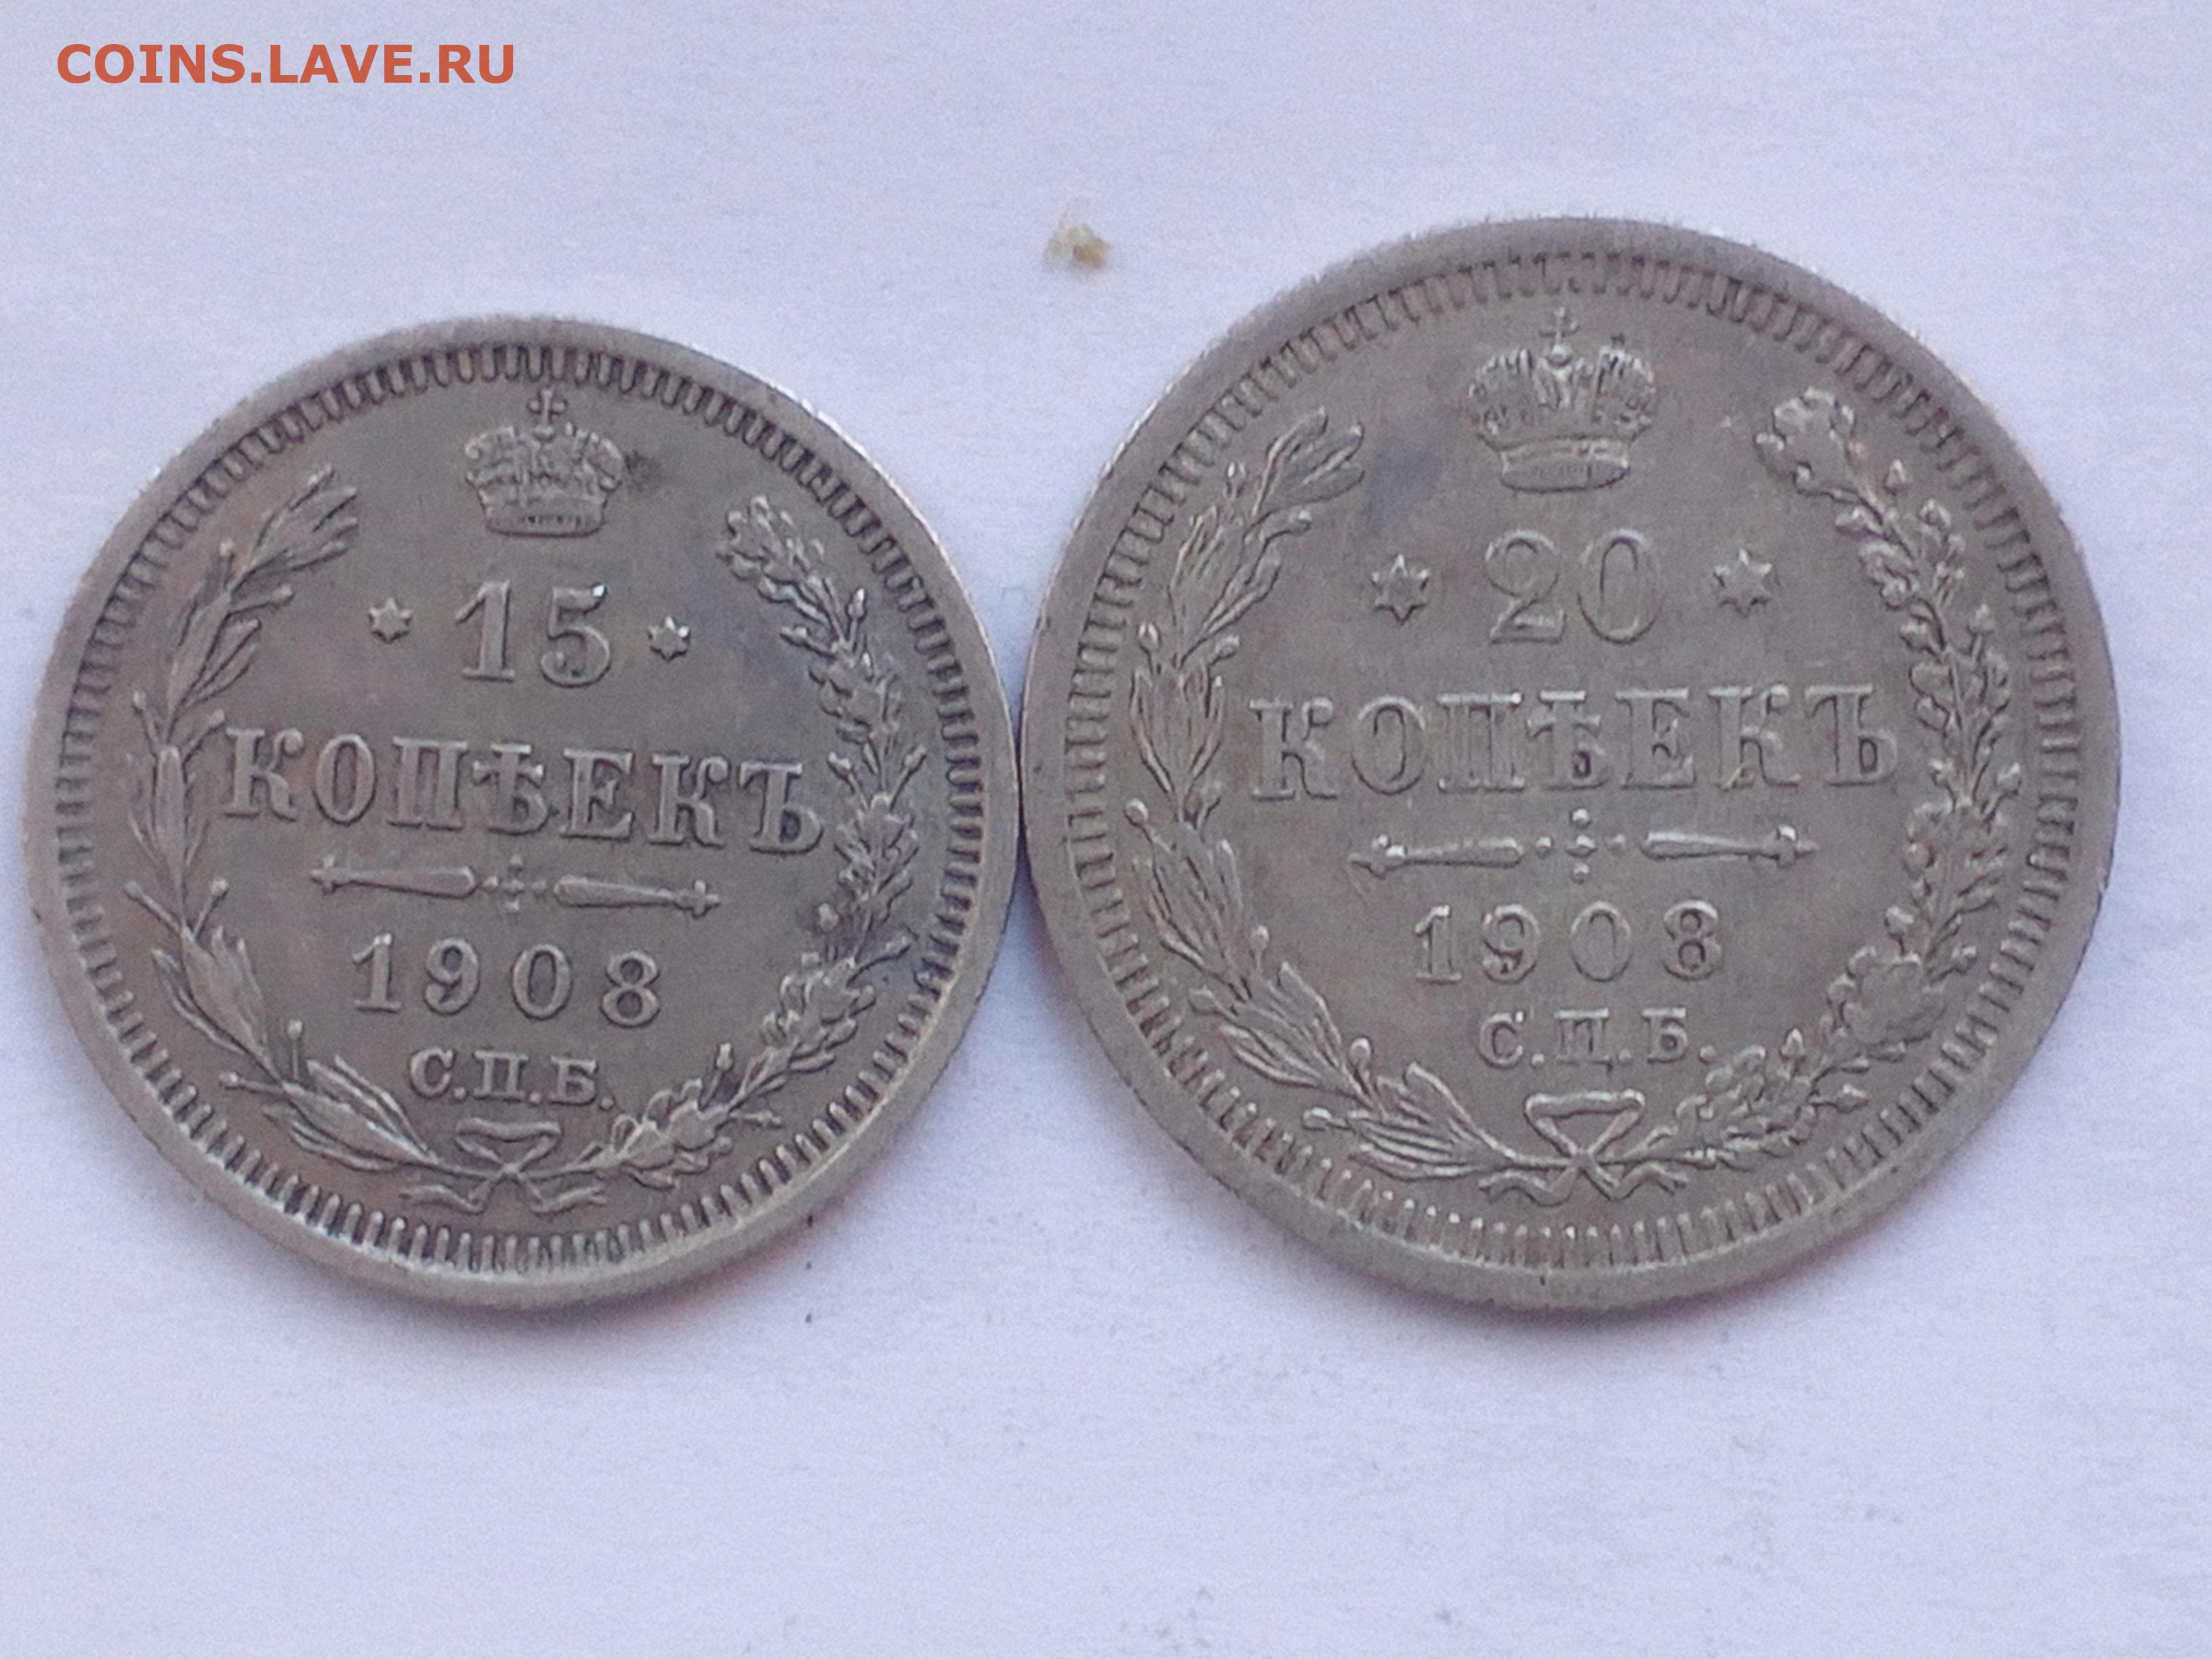 COINS.LAVE.RU
15
КОПѢЕКЪ
1908
С.П.Б.
20
КОПѢЕКЪ
1908
С.П.Б.